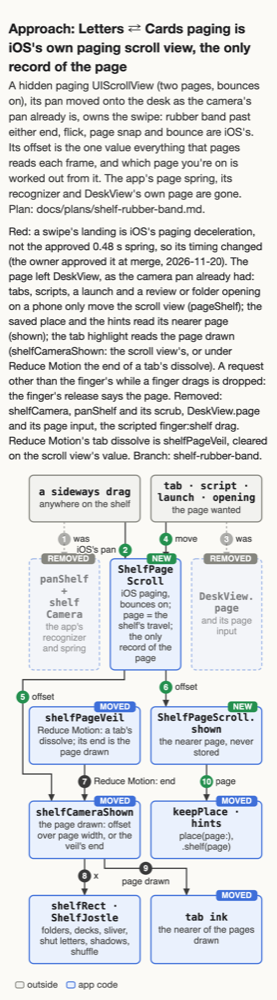 Approach: Letters ⇄ Cards paging is
iOS's own paging scroll view, the only
record of the page
A hidden paging UIScrollView (two pages, bounces
on), its pan moved onto the desk as the camera's
pan already is, owns the swipe: rubber band past
either end, flick, page snap and bounce are iOS's.
Its offset is the one value everything that pages
reads each frame, and which page you're on is
worked out from it. The app's page spring, its
recognizer and DeskView's own page are gone.
Plan: docs/plans/shelf-rubber-band.md.
Red: a swipe's landing is iOS's paging deceleration,
not the approved 0.48 s spring, so its timing changed
(the owner approved it at merge, 2026-11-20). The
page left DeskView, as the camera pan already had:
tabs, scripts, a launch and a review or folder opening
on a phone only move the scroll view (pageShelf); the
saved place and the hints read its nearer page
(shown); the tab highlight reads the page drawn
(shelfCameraShown: the scroll view's, or under
Reduce Motion the end of a tab's dissolve). A request
other than the finger's while a finger drags is dropped:
the finger's release says the page. Removed:
shelfCamera, panShelf and its scrub, DeskView.page
and its page input, the scripted finger:shelf drag.
Reduce Motion's tab dissolve is shelfPageVeil, cleared
on the scroll view's value. Branch: shelf-rubber-band.
a sideways drag
anywhere on the shelf
tab · script ·
launch · opening
the page wanted
1 was
iOS's pan 2
4 move
3 was
REMOVED
panShelf
+
shelf
Camera
the app's
recognizer
and spring
NEW
ShelfPage
Scroll
iOS paging,
bounces on;
page = the
shelf's travel;
the only
record of the
page
REMOVED
DeskView.
page
and its page
input
5 offset
6 offset
MOVED
shelfPageVeil
Reduce Motion: a tab's
dissolve; its end is the
page drawn
NEW
ShelfPageScroll.
shown
the nearer page, never
stored
7 Reduce Motion: end
10 page
MOVED
shelfCameraShown
the page drawn: offset
over page width, or the
veil's end
MOVED
keepPlace ·
hints
place(page:),
.shelf(page)
8 x
9
page drawn
shelfRect ·
ShelfJostle
folders, decks, sliver,
shut letters, shadows,
shuffle
MOVED
tab ink
the nearer of the pages
drawn
outside
app code